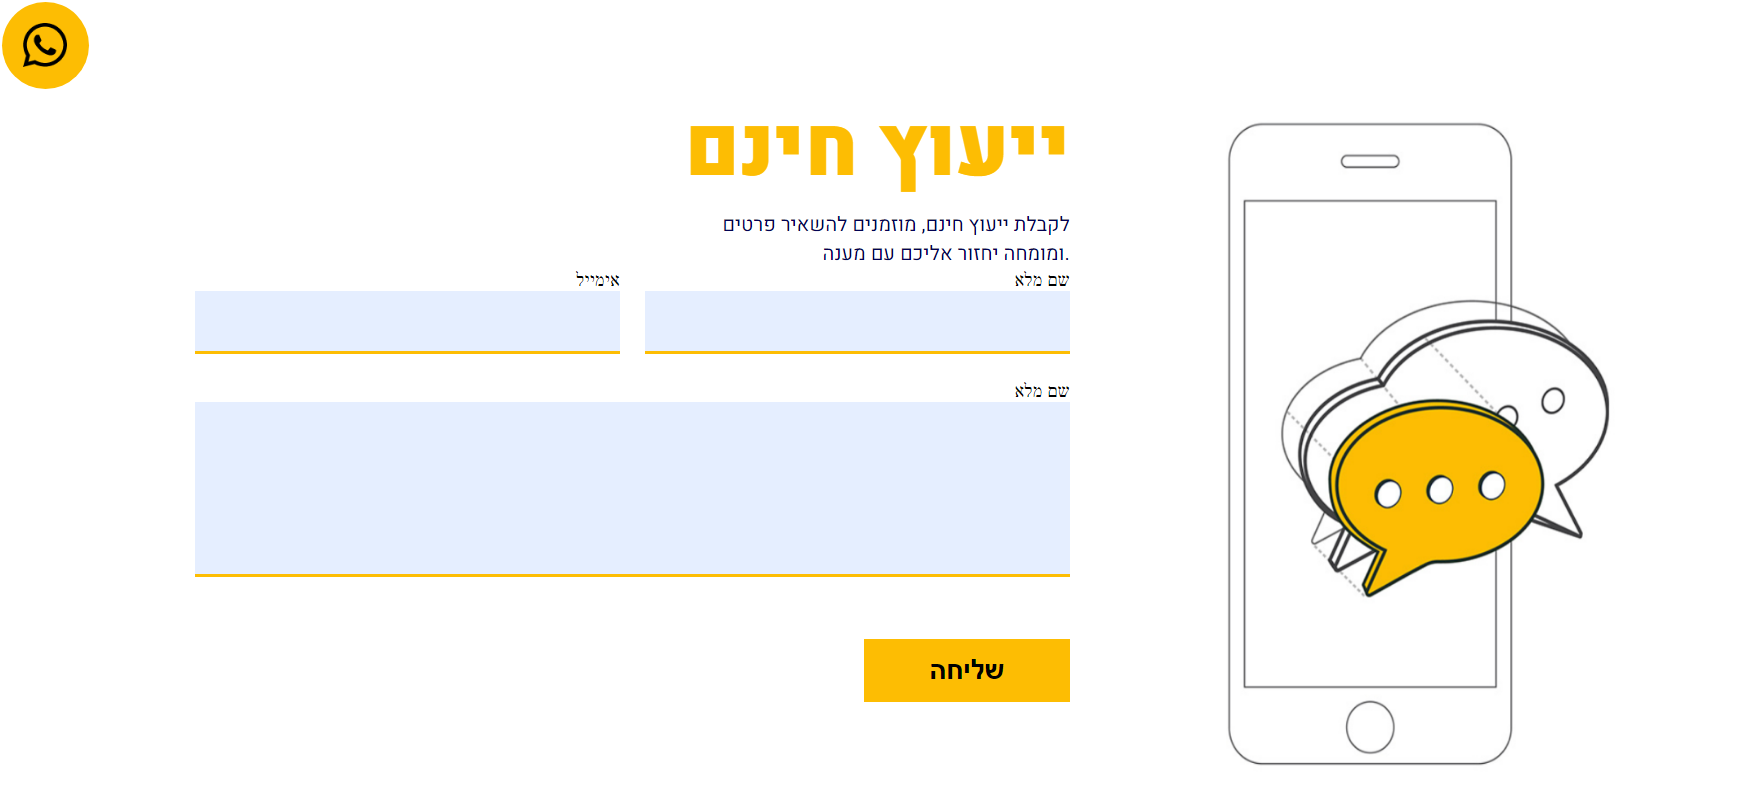 ייעוץ חינם
לקבלת ייעוץ חינם, מוזמנים להשאיר פרטים
ומומחה יחזור אליכם עם מענה.
שם מלא
אימייל
שם מלא
שליחה